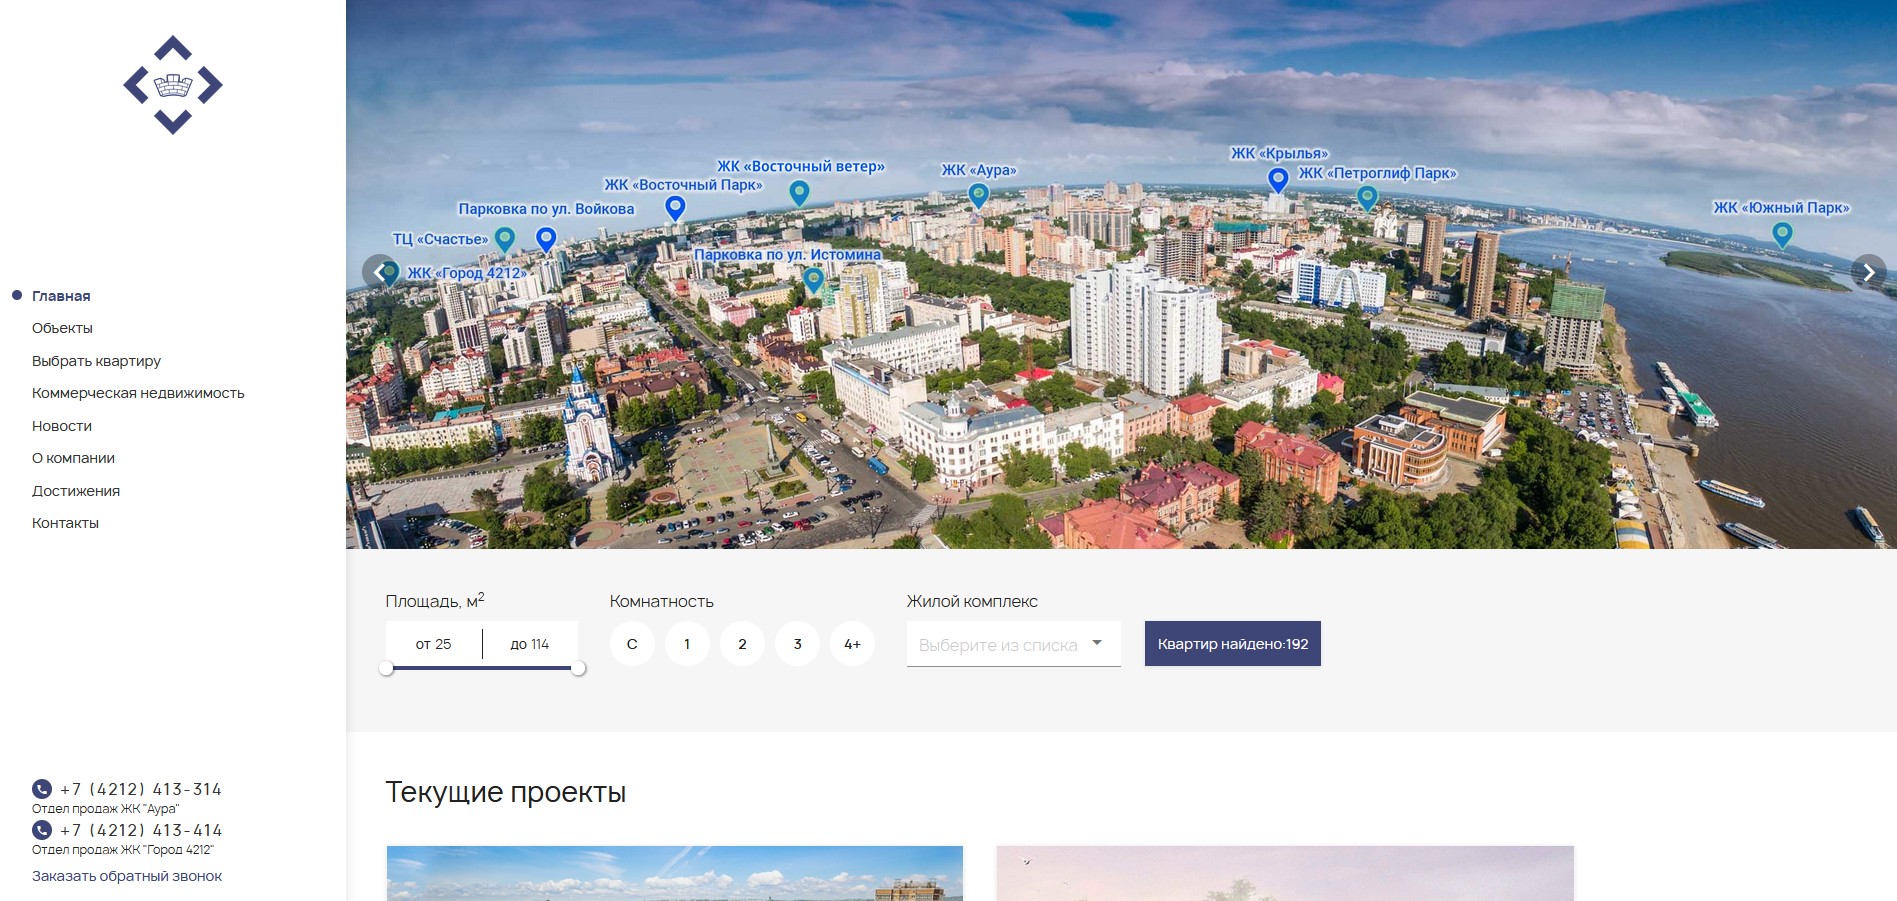 Главная
Объекты
Выбрать квартиру
Коммерческая недвижимость
Новости
О компании
Достижения
Контакты
+7 (4212) 413-314
Отдел продаж ЖК "Аура"
+7 (4212) 413-414
Отдел продаж ЖК "Город 4212"
Заказать обратный звонок
ЖК «Крылья»
ЖК «Восточный ветер»
ЖК «Аура»
ЖК «Петроглиф Парк»
ЖК «Восточный Парк»
Парковка по ул. Войкова
ЖК «Южный Парк»
ТЦ «Счастье»
Парковка по ул. Истомина
ЖК «Город 4212»
Площадь, м²
Комнатность
Жилой комплекс
от 25
до 114
С
1
2
3
4+
Выберите из списка
Квартир найдено:192
Текущие проекты